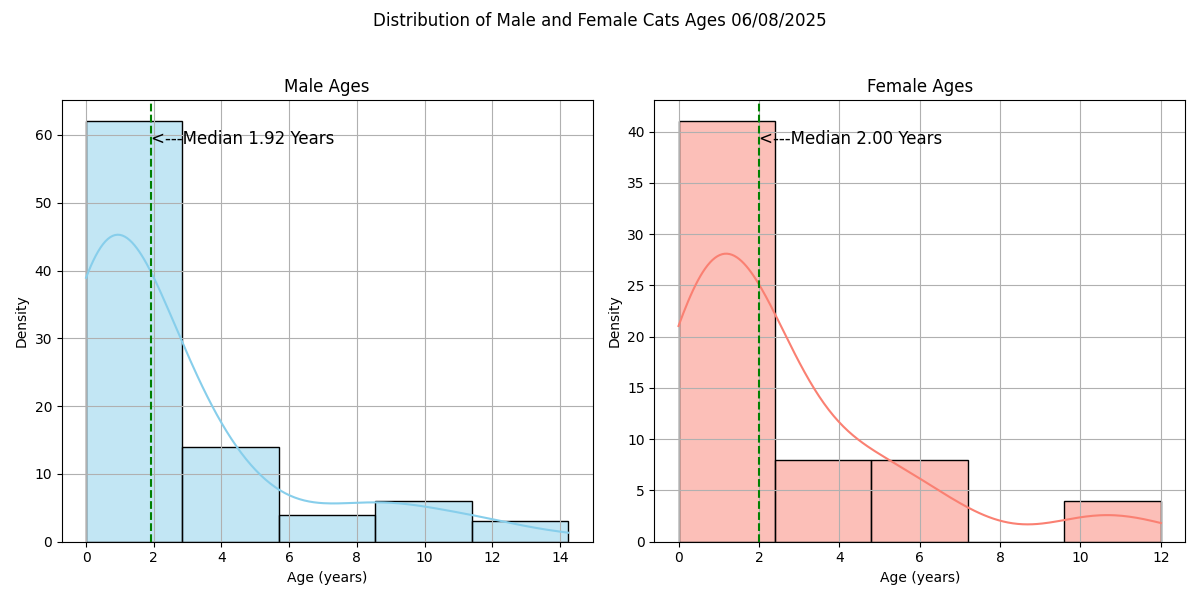 Distribution of Male and Female Cats Ages 06/08/2025
Male Ages
Density
60
50
40
30
20
10
0
<---Median 1.92 Years
0 2 4 6 8 10 12 14
Age (years)
Female Ages
Density
40
35
30
25
20
15
10
5
0
<---Median 2.00 Years
0 2 4 6 8 10 12
Age (years)